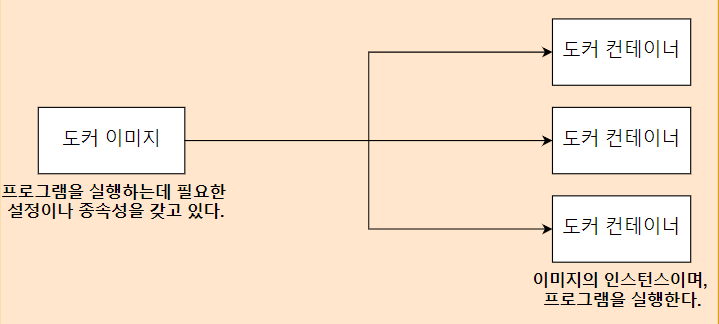 도커 컨테이너
도커 이미지
도커 컨테이너
프로그램을 실행하는데 필요한
설정이나 종속성을 갖고 있다.
도커 컨테이너
이미지의 인스턴스이며,
프로그램을 실행한다.